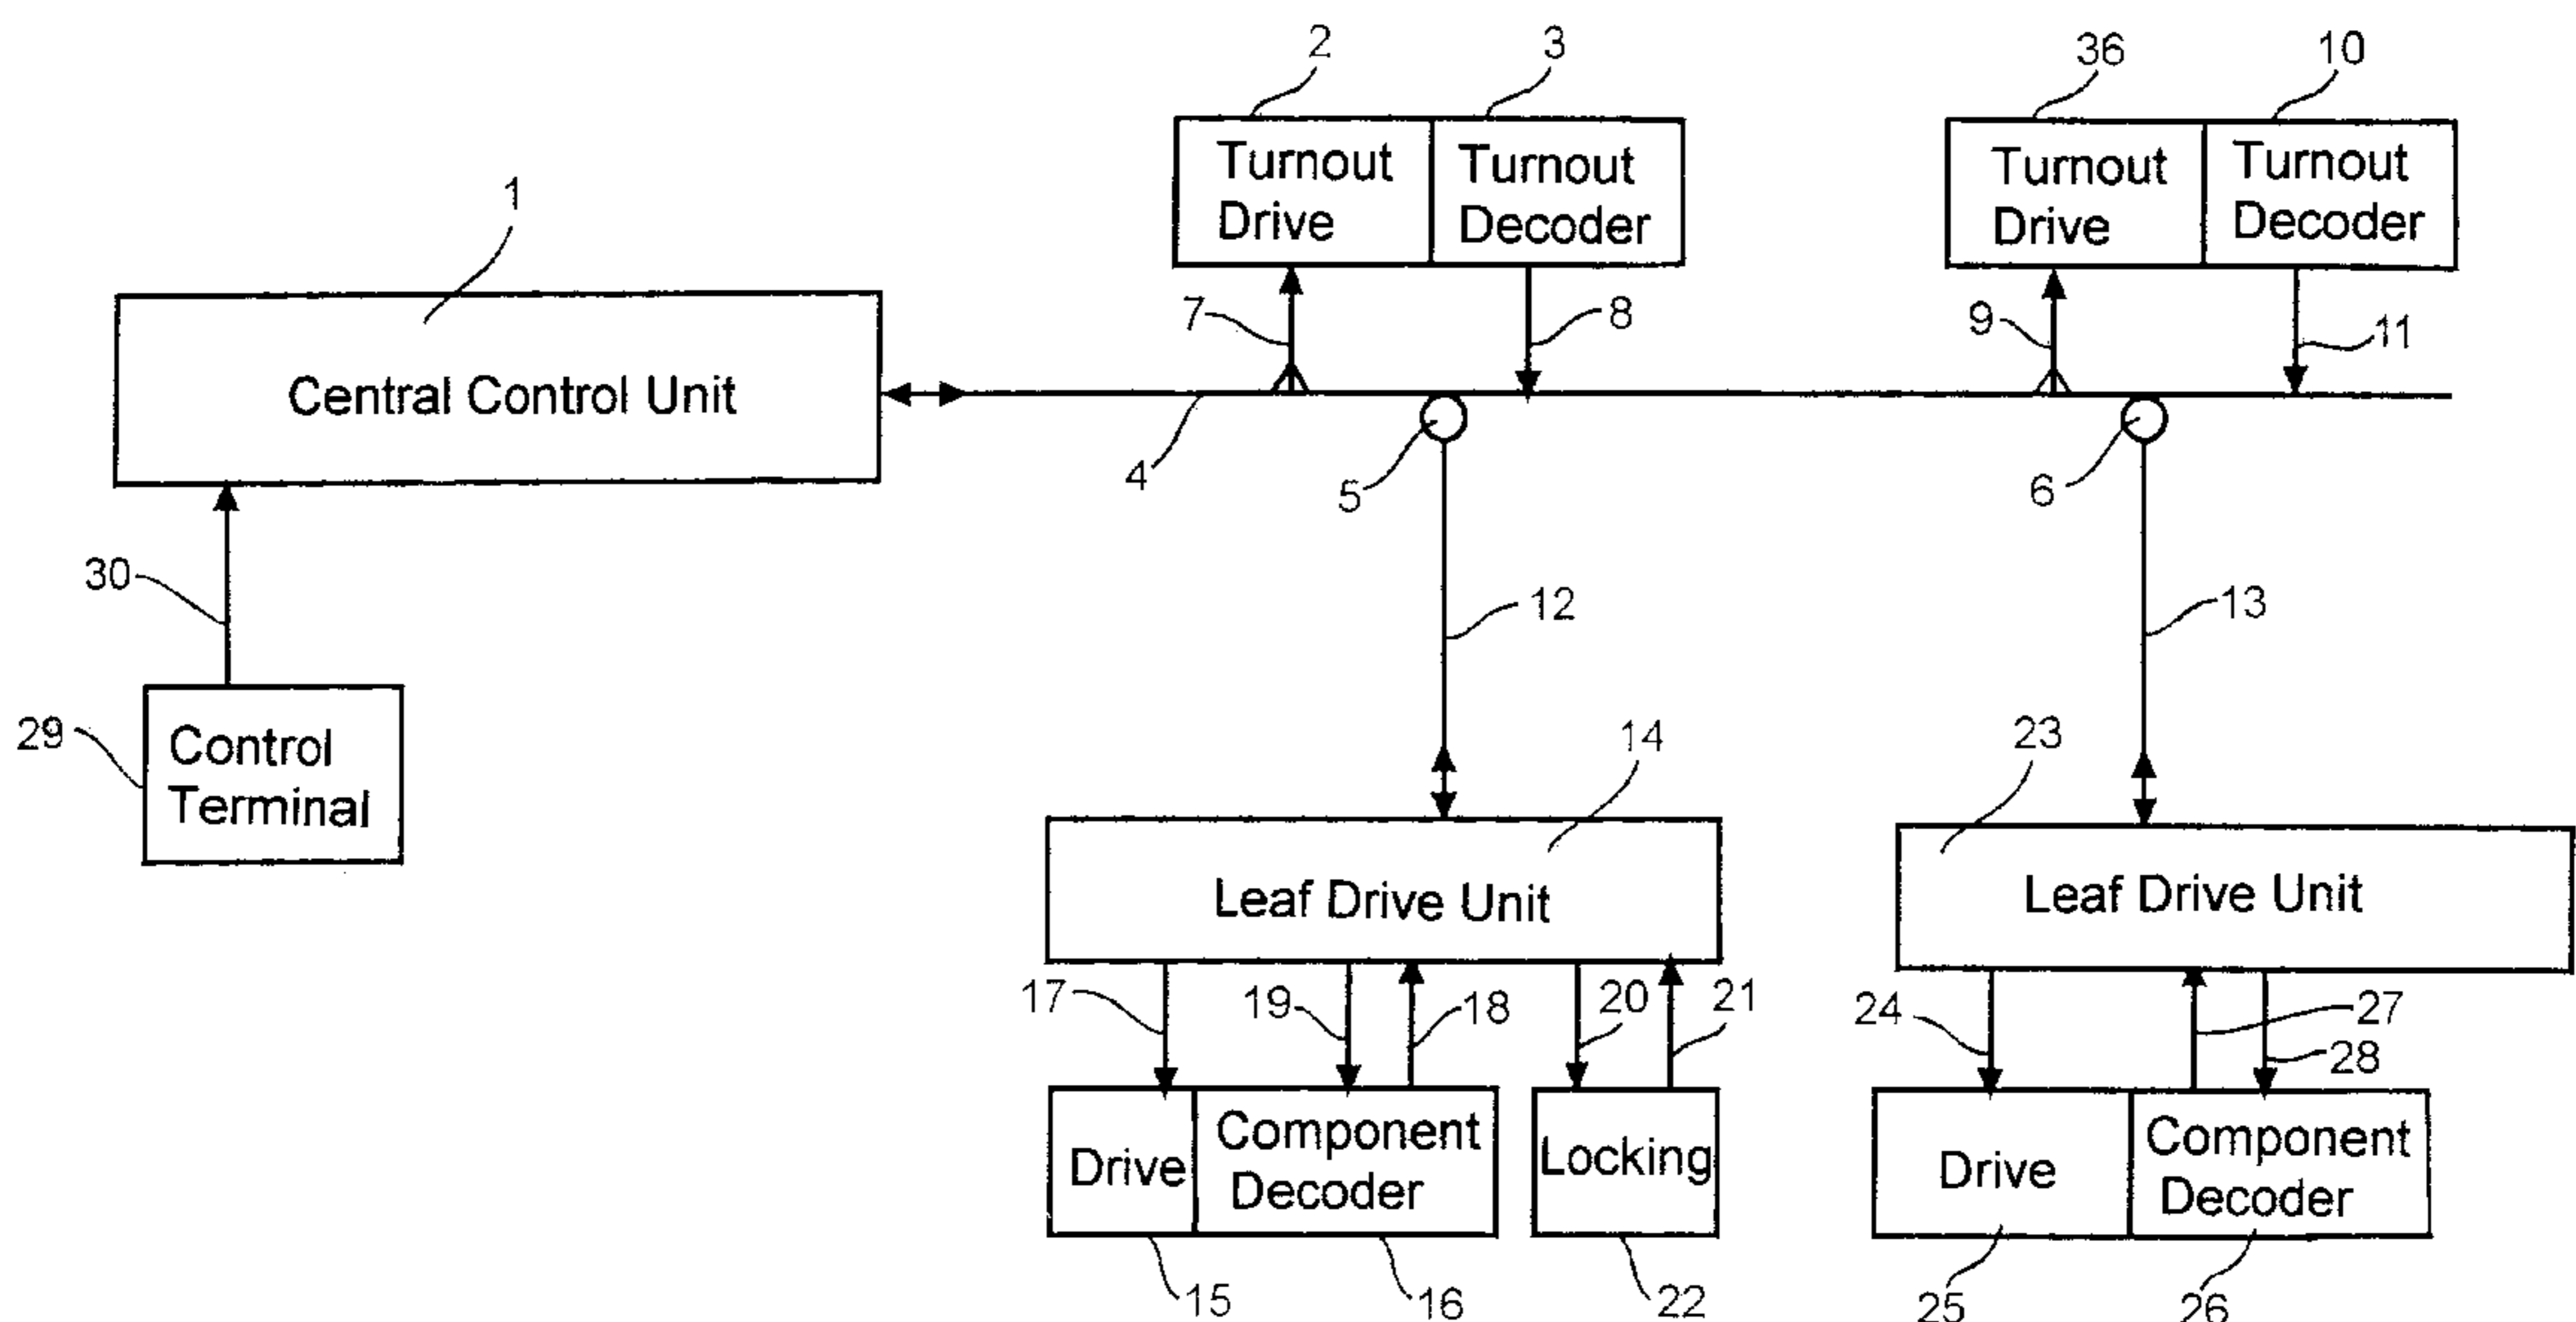 2
3
36
10
Turnout
Drive
Turnout
Decoder
Turnout
Drive
Turnout
Decoder
1
7
8
9
11
Central Control Unit
4
5
6
30
12
13
29
Control
Terminal
14
23
Leaf Drive Unit
Leaf Drive Unit
17
19
18
20
21
24
27
28
Drive
Component
Decoder
Locking
Drive
Component
Decoder
15
16
22
25
26